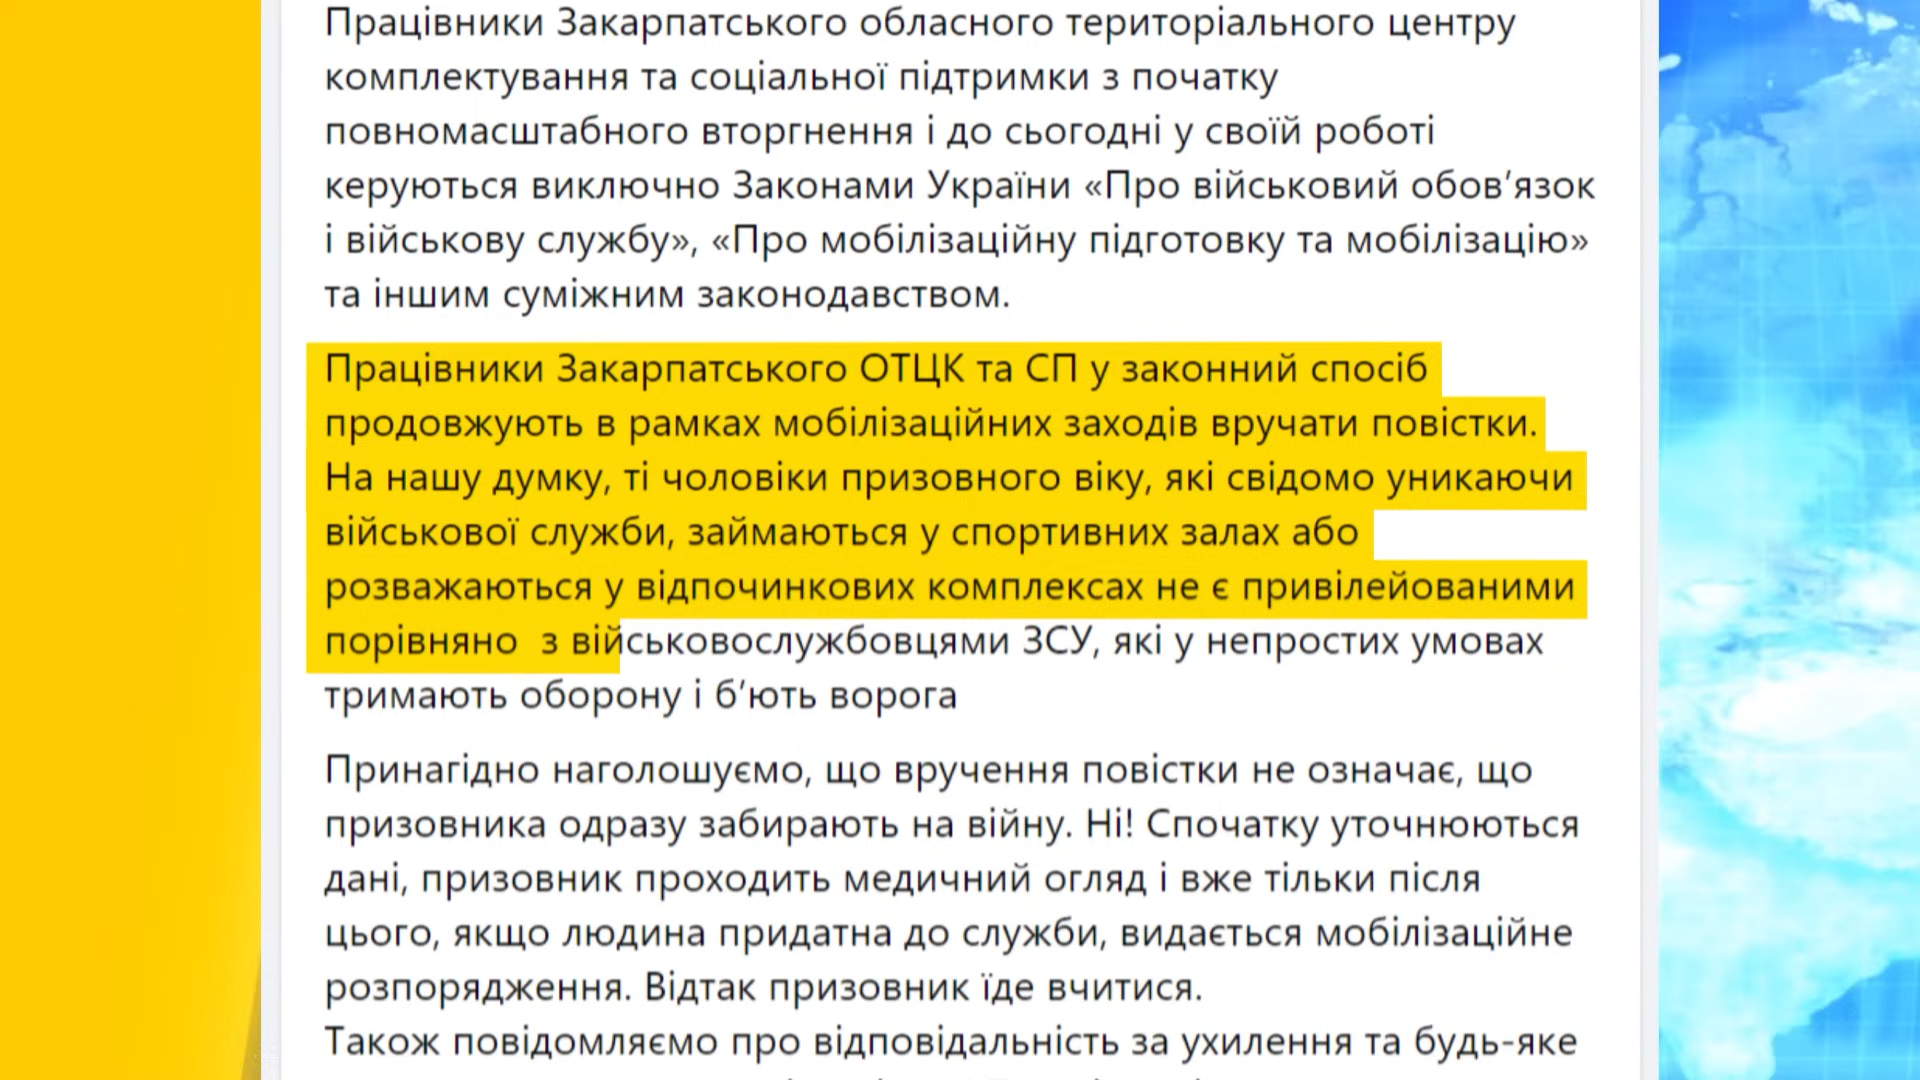 Працівники Закарпатського обласного територіального центру
комплектування та соціальної підтримки з початку
повномасштабного вторгнення і до сьогодні у своїй роботі
керуються виключно Законами України «Про військовий обов’язок
і військову службу», «Про мобілізаційну підготовку та мобілізацію»
та іншим суміжним законодавством.
Працівники Закарпатського ОТЦК та СП у законний спосіб
продовжують в рамках мобілізаційних заходів вручати повістки.
На нашу думку, ті чоловіки призовного віку, які свідомо уникаючи
військової служби, займаються у спортивних залах або
розважаються у відпочинкових комплексах не є привілейованими
порівняно  з військовослужбовцями ЗСУ, які у непростих умовах
тримають оборону і б’ють ворога
Принагідно наголошуємо, що вручення повістки не означає, що
призовника одразу забирають на війну. Ні! Спочатку уточнюються
дані, призовник проходить медичний огляд і вже тільки після
цього, якщо людина придатна до служби, видається мобілізаційне
розпорядження. Відтак призовник їде вчитися.
Також повідомляємо про відповідальність за ухилення та будь-яке